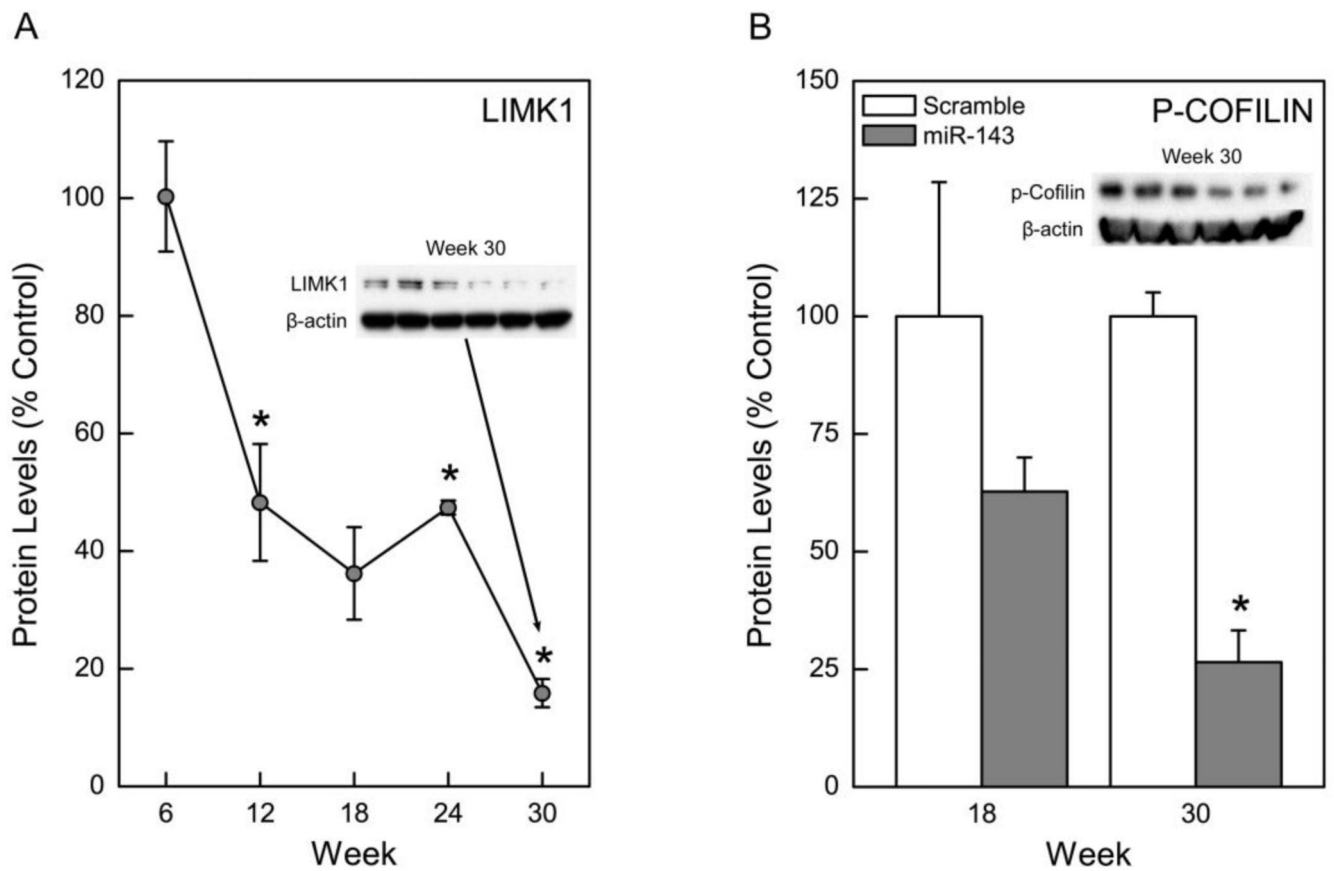 A
LIMK1
Protein Levels (% Control)
120
100
80
60
40
20
0
Week 30
LIMK1
β-actin
*
*
*
6 12 18 24 30
Week
B
P-COFILIN
Scramble
miR-143
Protein Levels (% Control)
150
125
100
75
50
25
0
Week 30
p-Cofilin
β-actin
*
18 30
Week